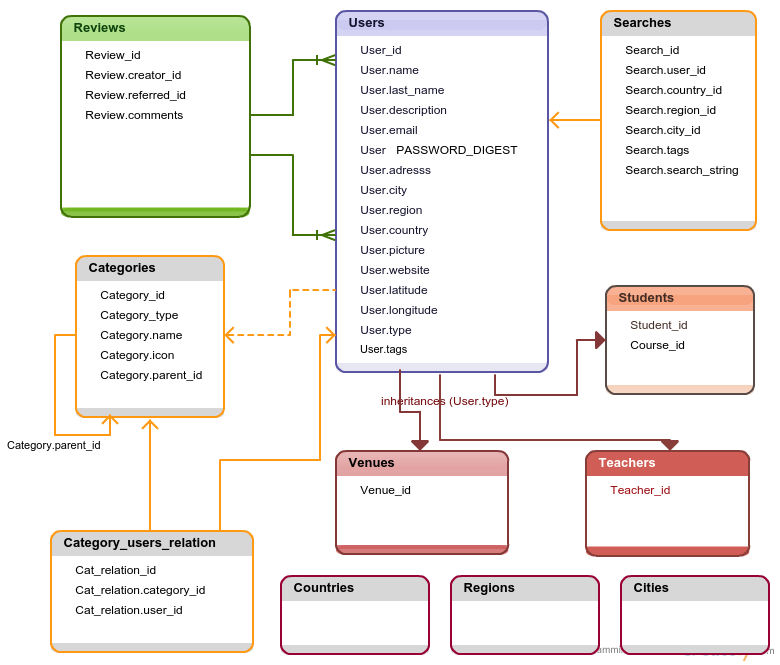 Reviews
Review_id
Review.creator_id
Review.referred_id
Review.comments
Users
User_id
User.name
User.last_name
User.description
User.email
User PASSWORD_DIGEST
User.adresss
User.city
User.region
User.country
User.picture
User.website
User.latitude
User.longitude
User.type
User.tags
Searches
Search_id
Search.user_id
Search.country_id
Search.region_id
Search.city_id
Search.tags
Search.search_string
Categories
Category_id
Category_type
Category.name
Category.icon
Category.parent_id
Category.parent_id
Students
Student_id
Course_id
inheritances (User.type)
Venues
Venue_id
Teachers
Teacher_id
Category_users_relation
Cat_relation_id
Cat_relation.category_id
Cat_relation.user_id
Countries
Regions
Cities